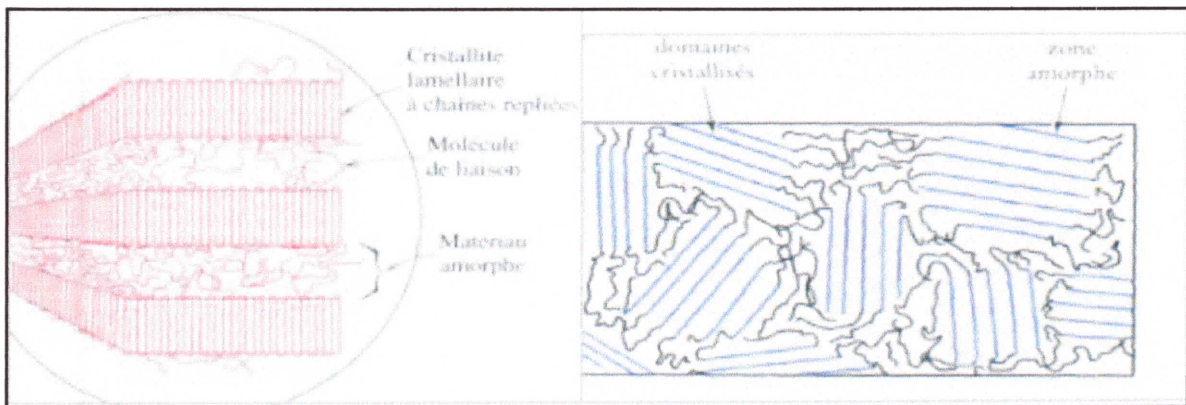 Cristallite
lamellaire
à chaînes repliées
Molécule
de liaison
Matériau
amorphe
domaines
cristallisés
zone
amorphe